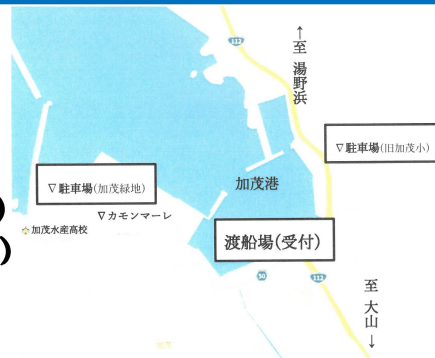 112
↑至 湯野浜
▽駐車場(旧加茂小)
▽駐車場(加茂緑地)
加茂港
▽カモンマーレ
加茂水産高校
)
)
渡船場(受付)
50
112
至 大山 ↓
加茂